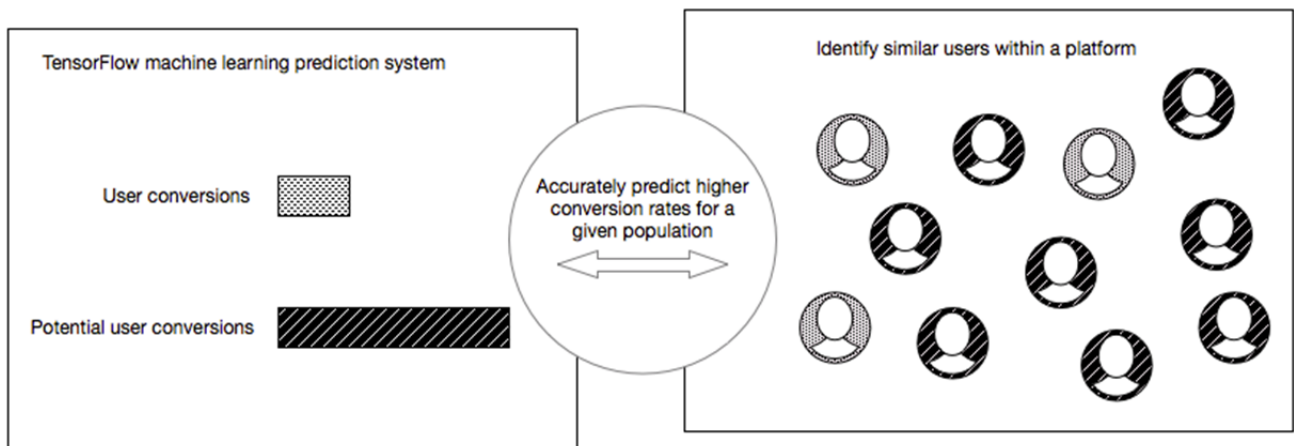 TensorFlow machine learning prediction system
User conversions
Potential user conversions
Accurately predict higher
conversion rates for a
given population
Identify similar users within a platform